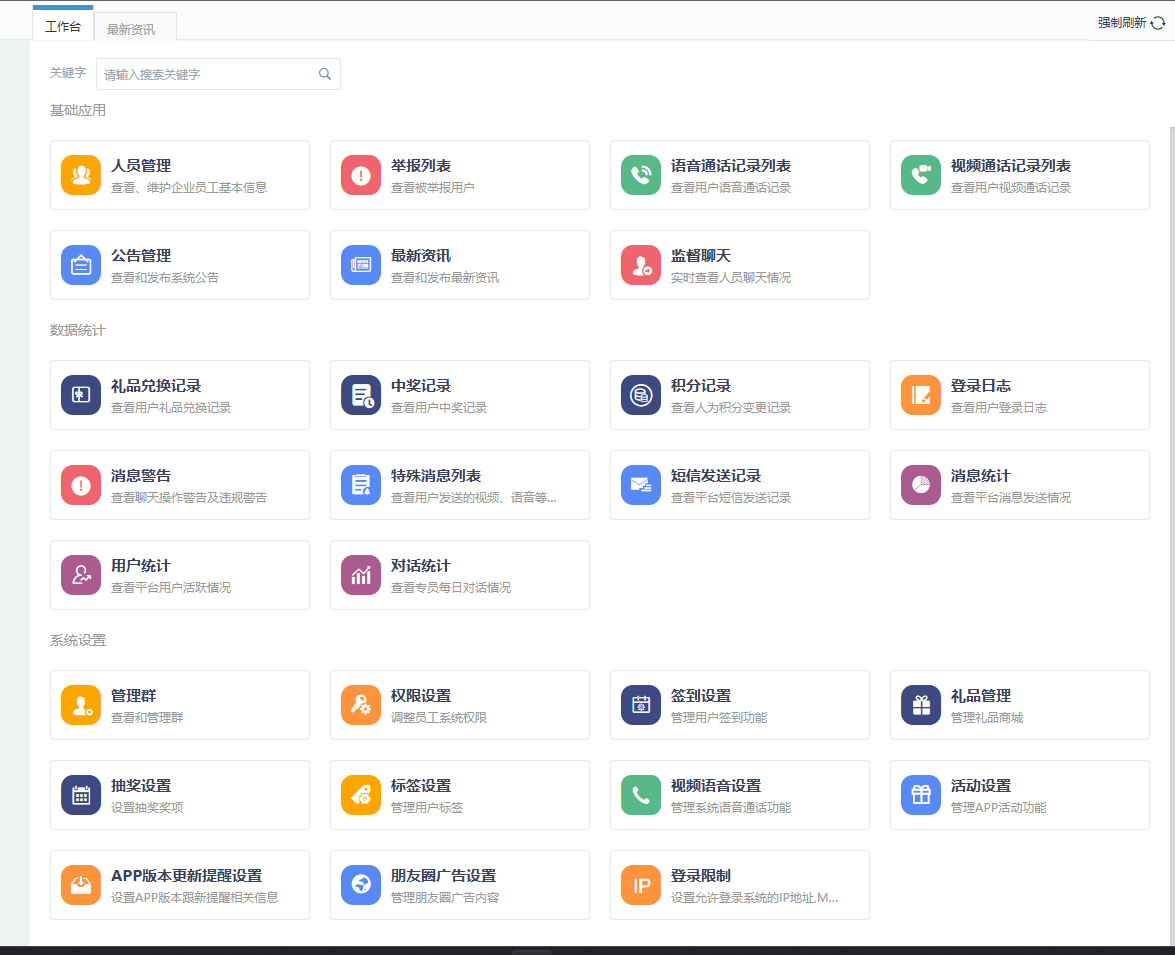 工作台
最新资讯
强制刷新
关键字
请输入搜索关键字
基础应用
人员管理
查看、维护企业员工基本信息
举报列表
查看被举报用户
语音通话记录列表
查看用户语音通话记录
视频通话记录列表
查看用户视频通话记录
公告管理
查看和发布系统公告
最新资讯
查看和发布最新资讯
监督聊天
实时查看人员聊天情况
数据统计
礼品兑换记录
查看用户礼品兑换记录
中奖记录
查看用户中奖记录
积分记录
查看人为积分变更记录
登录日志
查看用户登录日志
消息警告
查看聊天操作警告及违规警告
特殊消息列表
查看用户发送的视频、语音等...
短信发送记录
查看平台短信发送记录
消息统计
查看平台消息发送情况
用户统计
查看平台用户活跃情况
对话统计
查看专员每日对话情况
系统设置
管理群
查看和管理群
权限设置
调整员工系统权限
签到设置
管理用户签到功能
礼品管理
管理礼品商城
抽奖设置
设置抽奖奖项
标签设置
管理用户标签
视频语音设置
管理系统语音通话功能
活动设置
管理APP活动功能
APP版本更新提醒设置
设置APP版本跟新提醒相关信息
朋友圈广告设置
管理朋友圈广告内容
IP
登录限制
设置允许登录系统的IP地址,M...